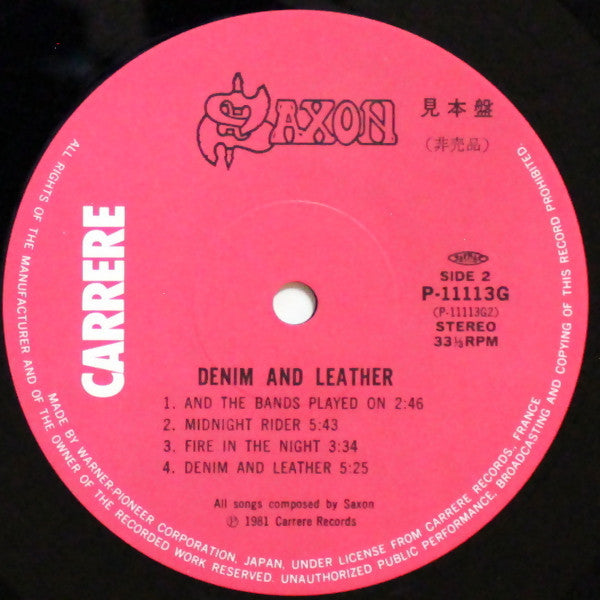 SAXON
見本盤
(非売品)
CARRERE
SIDE 2
P-11113G
(P-11113G2)
STEREO
33⅓RPM
DENIM AND LEATHER
1. AND THE BANDS PLAYED ON 2:46
2. MIDNIGHT RIDER 5:43
3. FIRE IN THE NIGHT 3:34
4. DENIM AND LEATHER 5:25
All songs composed by Saxon
Ⓟ 1981 Carrere Records
ALL RIGHTS OF THE MANUFACTURER AND OF THE OWNER OF THE RECORDED WORK RESERVED. UNAUTHORIZED PUBLIC PERFORMANCE, BROADCASTING AND COPYING OF THIS RECORD PROHIBITED.
MADE BY WARNER-PIONEER CORPORATION, JAPAN, UNDER LICENSE FROM CARRERE RECORDS, FRANCE